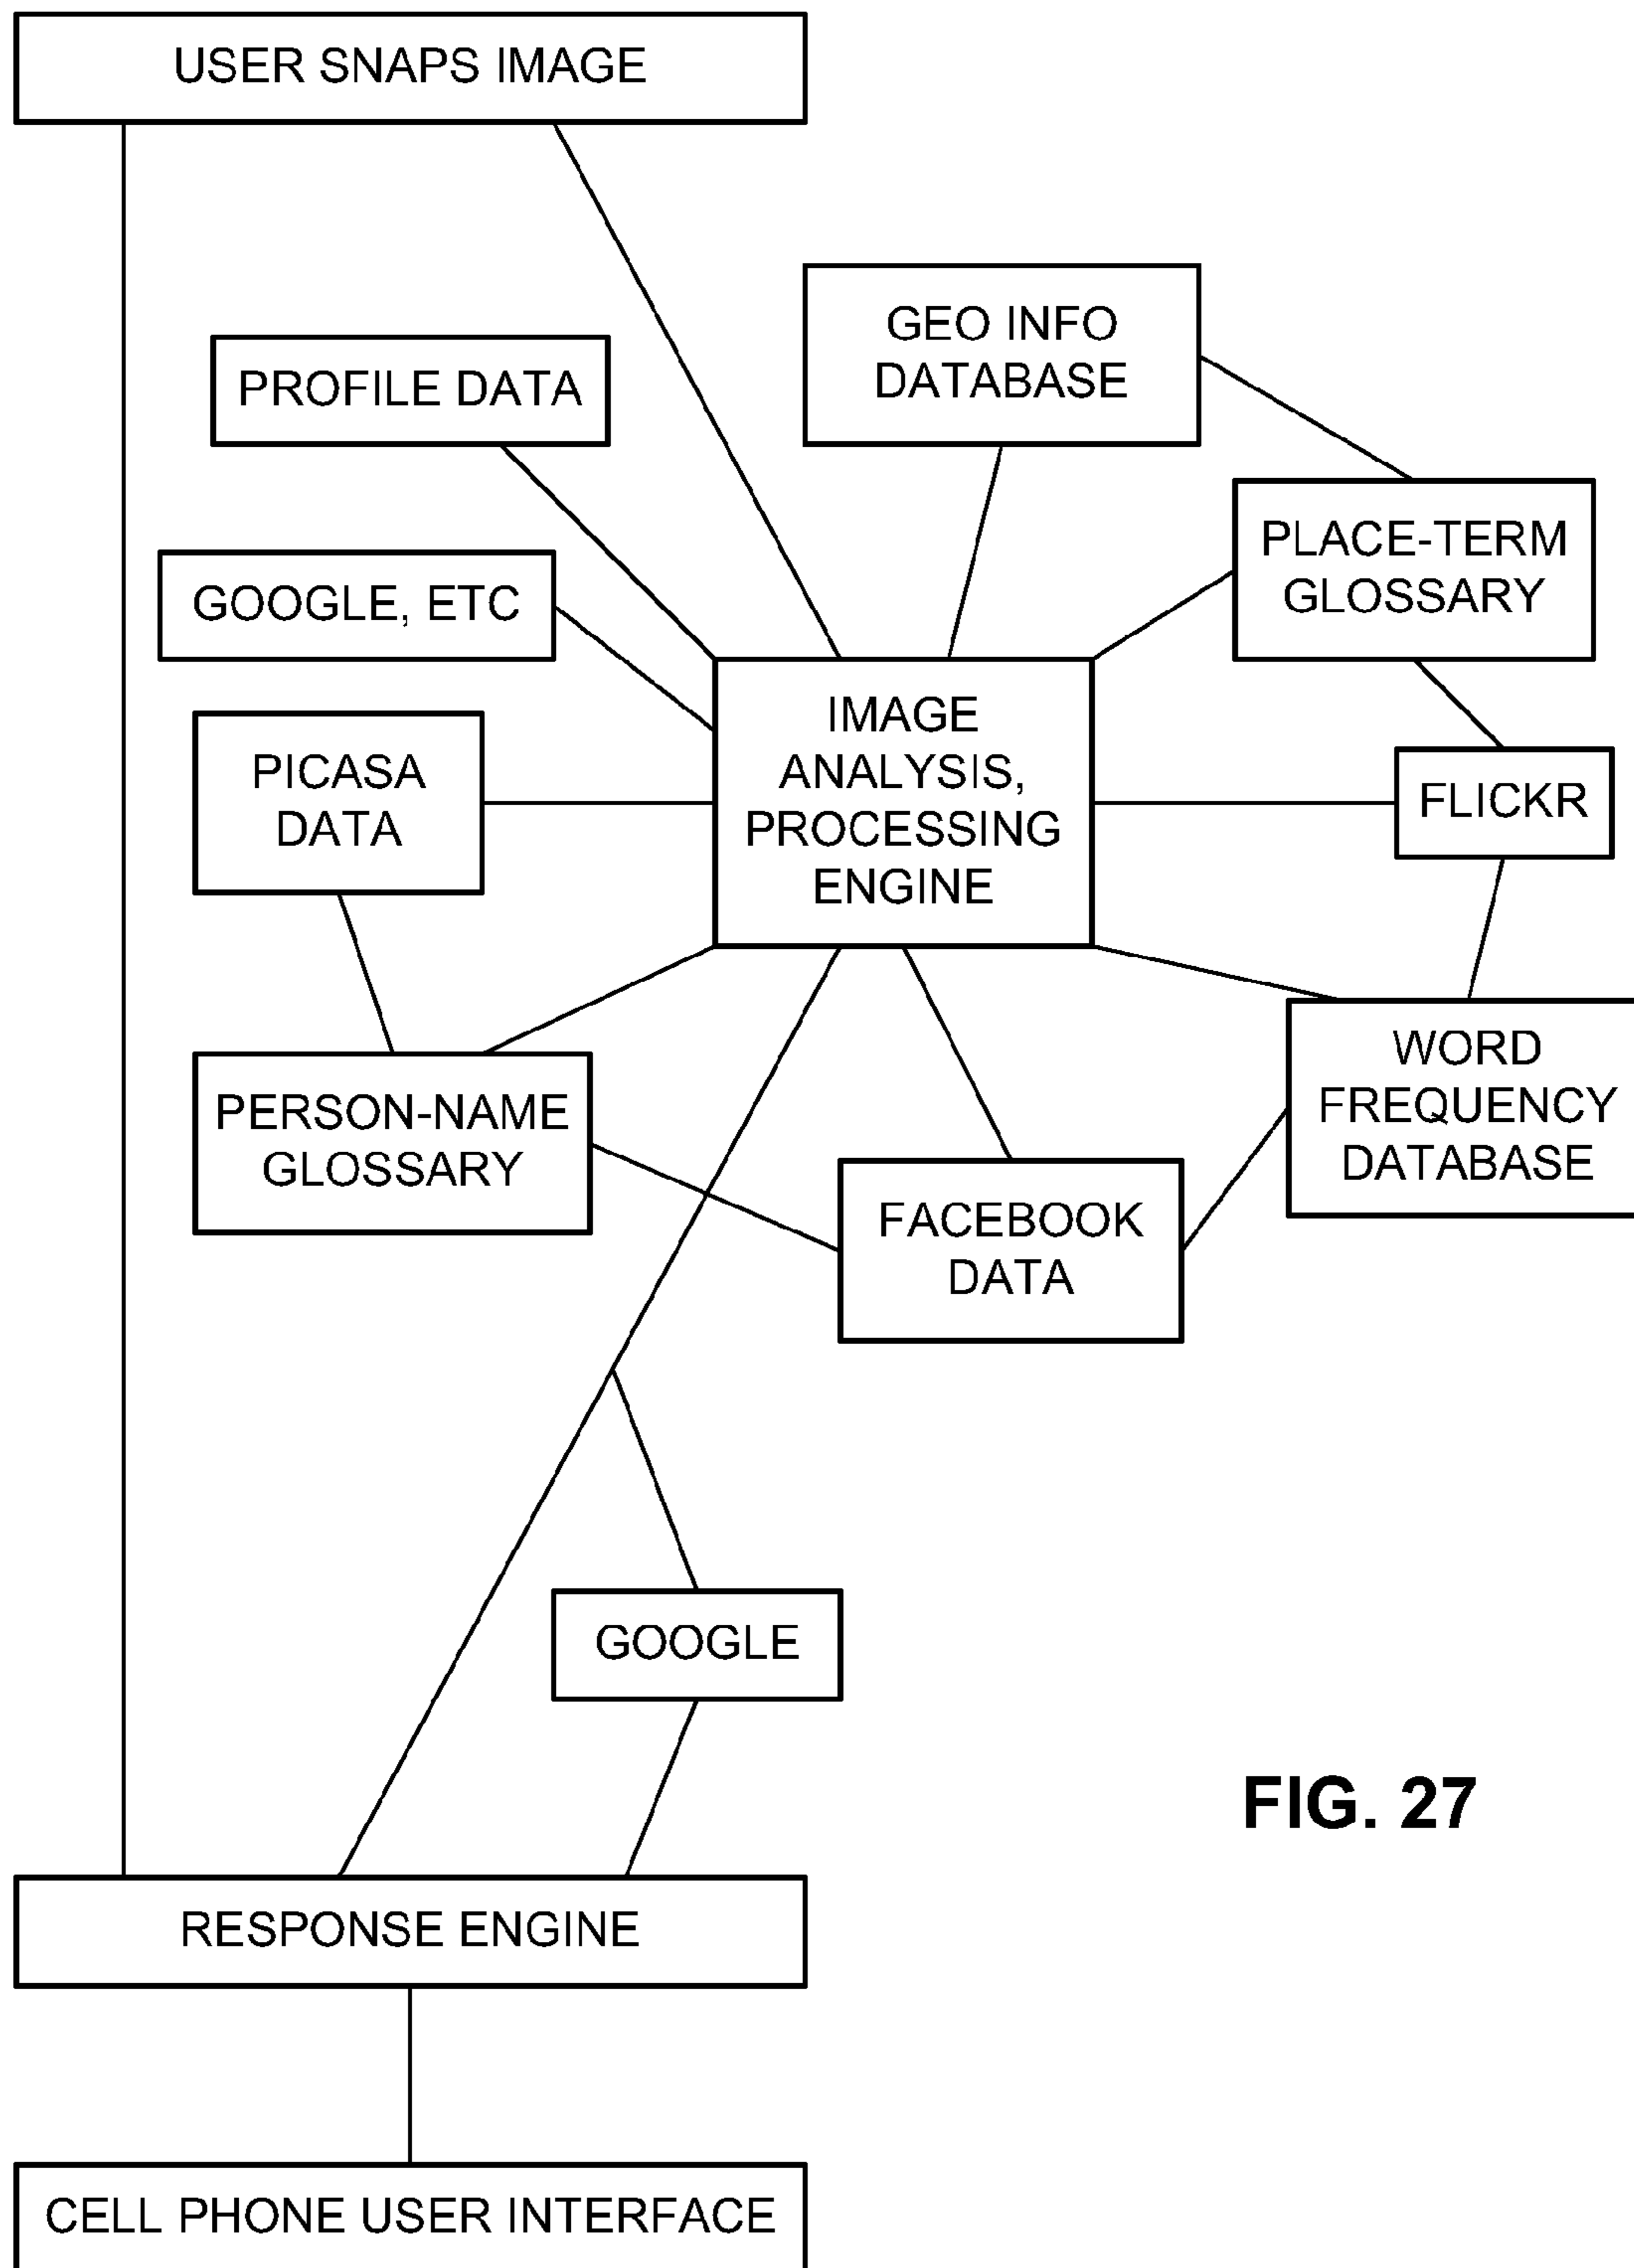 USER SNAPS IMAGE
GEO INFO
DATABASE
PROFILE DATA
PLACE-TERM
GLOSSARY
GOOGLE, ETC
IMAGE
ANALYSIS,
PROCESSING
ENGINE
PICASA
DATA
FLICKR
WORD
FREQUENCY
DATABASE
PERSON-NAME
GLOSSARY
FACEBOOK
DATA
GOOGLE
FIG. 27
RESPONSE ENGINE
CELL PHONE USER INTERFACE